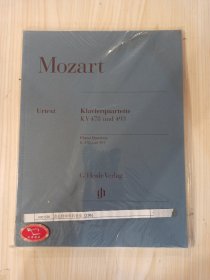 Mozart
Urtext
Klavierquartette
KV 478 und 493
Piano Quartets
G. Henle Verlag